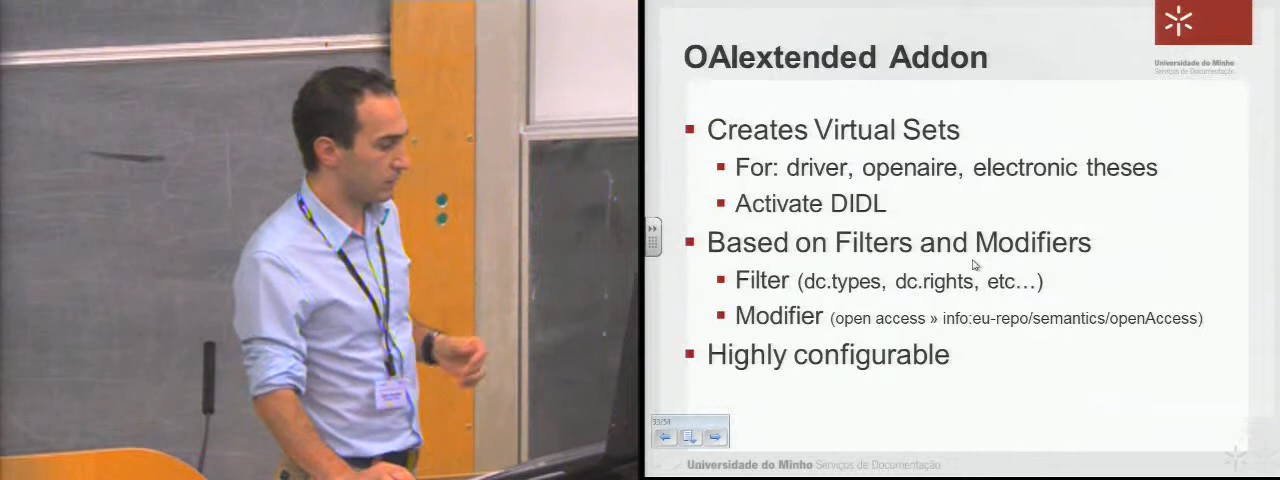 OAIextended Addon
Universidade do Minho
Serviços de Documentação
Creates Virtual Sets
For: driver, openaire, electronic theses
Activate DIDL
Based on Filters and Modifiers
Filter (dc.types, dc.rights, etc…)
Modifier (open access » info:eu-repo/semantics/openAccess)
Highly configurable
33/54
Universidade do Minho Serviços de Documentação